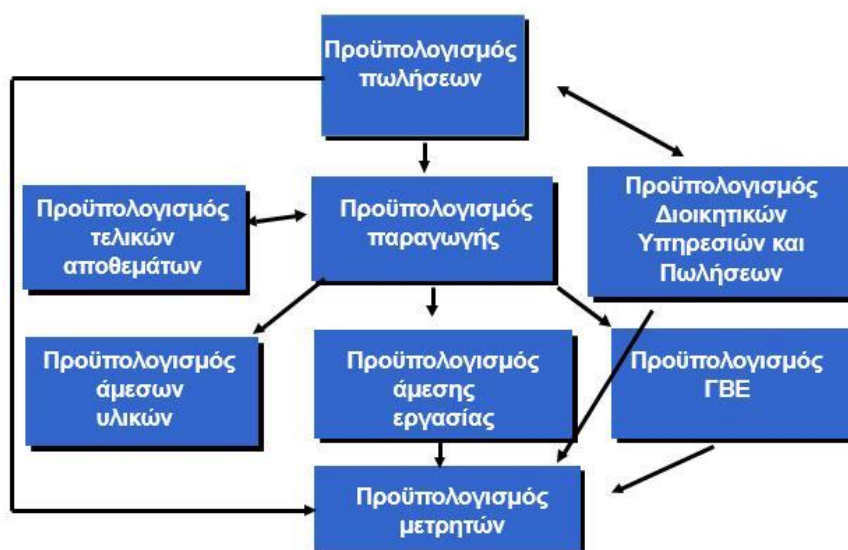 Προϋπολογισμός
πωλήσεων
Προϋπολογισμός
τελικών
αποθεμάτων
Προϋπολογισμός
παραγωγής
Προϋπολογισμός
Διοικητικών
Υπηρεσιών και
Πωλήσεων
Προϋπολογισμός
άμεσων
υλικών
Προϋπολογισμός
άμεσης
εργασίας
Προϋπολογισμός
ΓΒΕ
Προϋπολογισμός
μετρητών